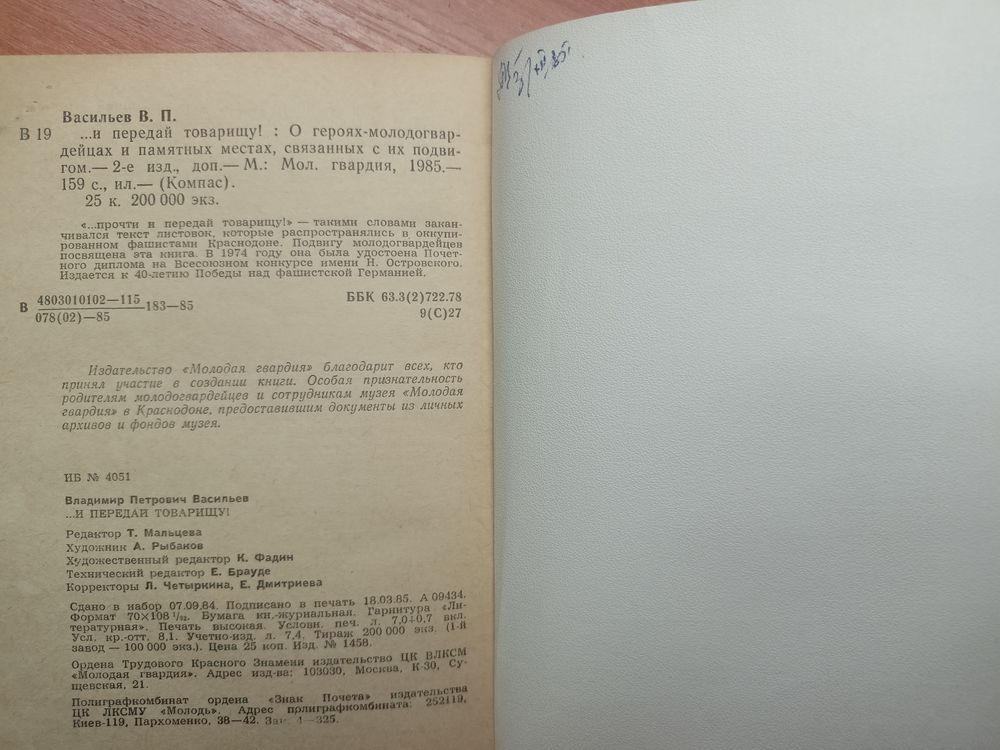 Васильев В. П.
В 19 ...и передай товарищу! : О героях-молодогвар-
дейцах и памятных местах, связанных с их подви-
гом.— 2-е изд., доп.— М.: Мол. гвардия, 1985.—
159 с., ил.— (Компас).
25 к. 200 000 экз.
«...прочти и передай товарищу!» — такими словами закан-
чивался текст листовок, которые распространялись в оккупи-
рованном фашистами Краснодоне. Подвигу молодогвардейцев
посвящена эта книга. В 1974 году она была удостоена Почет-
ного диплома на Всесоюзном конкурсе имени Н. Островского.
Издается к 40-летию Победы над фашистской Германией.
В 4803010102—115
078(02)—85
183—85
ББК 63.3(2)722.78
9(С)27
Издательство «Молодая гвардия» благодарит всех, кто
принял участие в создании книги. Особая признательность
родителям молодогвардейцев и сотрудникам музея «Молодая
гвардия» в Краснодоне, предоставившим документы из личных
архивов и фондов музея.
ИБ № 4051
Владимир Петрович Васильев
...И ПЕРЕДАЙ ТОВАРИЩУ!
Редактор Т. Мальцева
Художник А. Рыбаков
Художественный редактор К. Фадин
Технический редактор Е. Брауде
Корректоры Л. Четыркина, Е. Дмитриева
Сдано в набор 07.09.84. Подписано в печать 18.03.85. А 09434.
Формат 70×108 1/32. Бумага кн.-журнальная. Гарнитура «Ли-
тературная». Печать высокая. Условн. печ. л. 7,0+0,7 вкл.
Усл. кр.-отт. 8,1. Учетно-изд. л. 7,4. Тираж 200 000 экз. (1-й
завод — 100 000 экз.). Цена 25 коп. Изд. № 1458.
Ордена Трудового Красного Знамени издательство ЦК ВЛКСМ
«Молодая гвардия». Адрес изд-ва: 103030, Москва, К-30, Су-
щевская, 21.
Полиграфкомбинат ордена «Знак Почета» издательства
ЦК ЛКСМУ «Молодь». Адрес полиграфкомбината: 252119,
Киев-119, Пархоменко, 38—42.